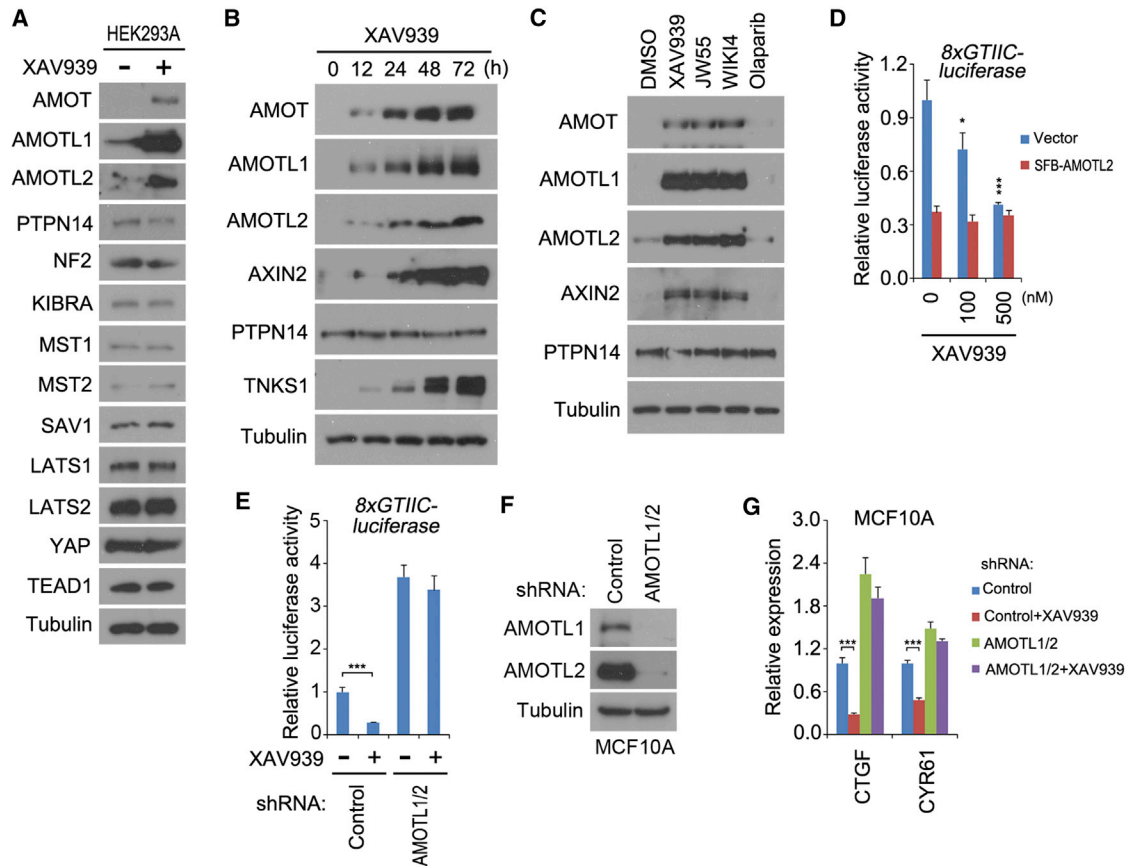 A
HEK293A
XAV939 − +
AMOT
AMOTL1
AMOTL2
PTPN14
NF2
KIBRA
MST1
MST2
SAV1
LATS1
LATS2
YAP
TEAD1
Tubulin
B
XAV939
0 12 24 48 72 (h)
AMOT
AMOTL1
AMOTL2
AXIN2
PTPN14
TNKS1
Tubulin
C
DMSO
XAV939
JW55
WIKI4
Olaparib
AMOT
AMOTL1
AMOTL2
AXIN2
PTPN14
Tubulin
D
8xGTIIC-
luciferase
Relative luciferase activity
1.2
0.9
0.6
0.3
0.0
*
***
Vector
SFB-AMOTL2
0 100 500 (nM)
XAV939
E
8xGTIIC-
luciferase
Relative luciferase activity
5
4
3
2
1
0
***
XAV939 − + − +
shRNA:
Control
AMOTL1/2
F
shRNA:
Control
AMOTL1/2
AMOTL1
AMOTL2
Tubulin
MCF10A
G
MCF10A
Relative expression
3.0
2.4
1.8
1.2
0.6
0
*** ***
CTGF
CYR61
shRNA:
Control
Control+XAV939
AMOTL1/2
AMOTL1/2+XAV939